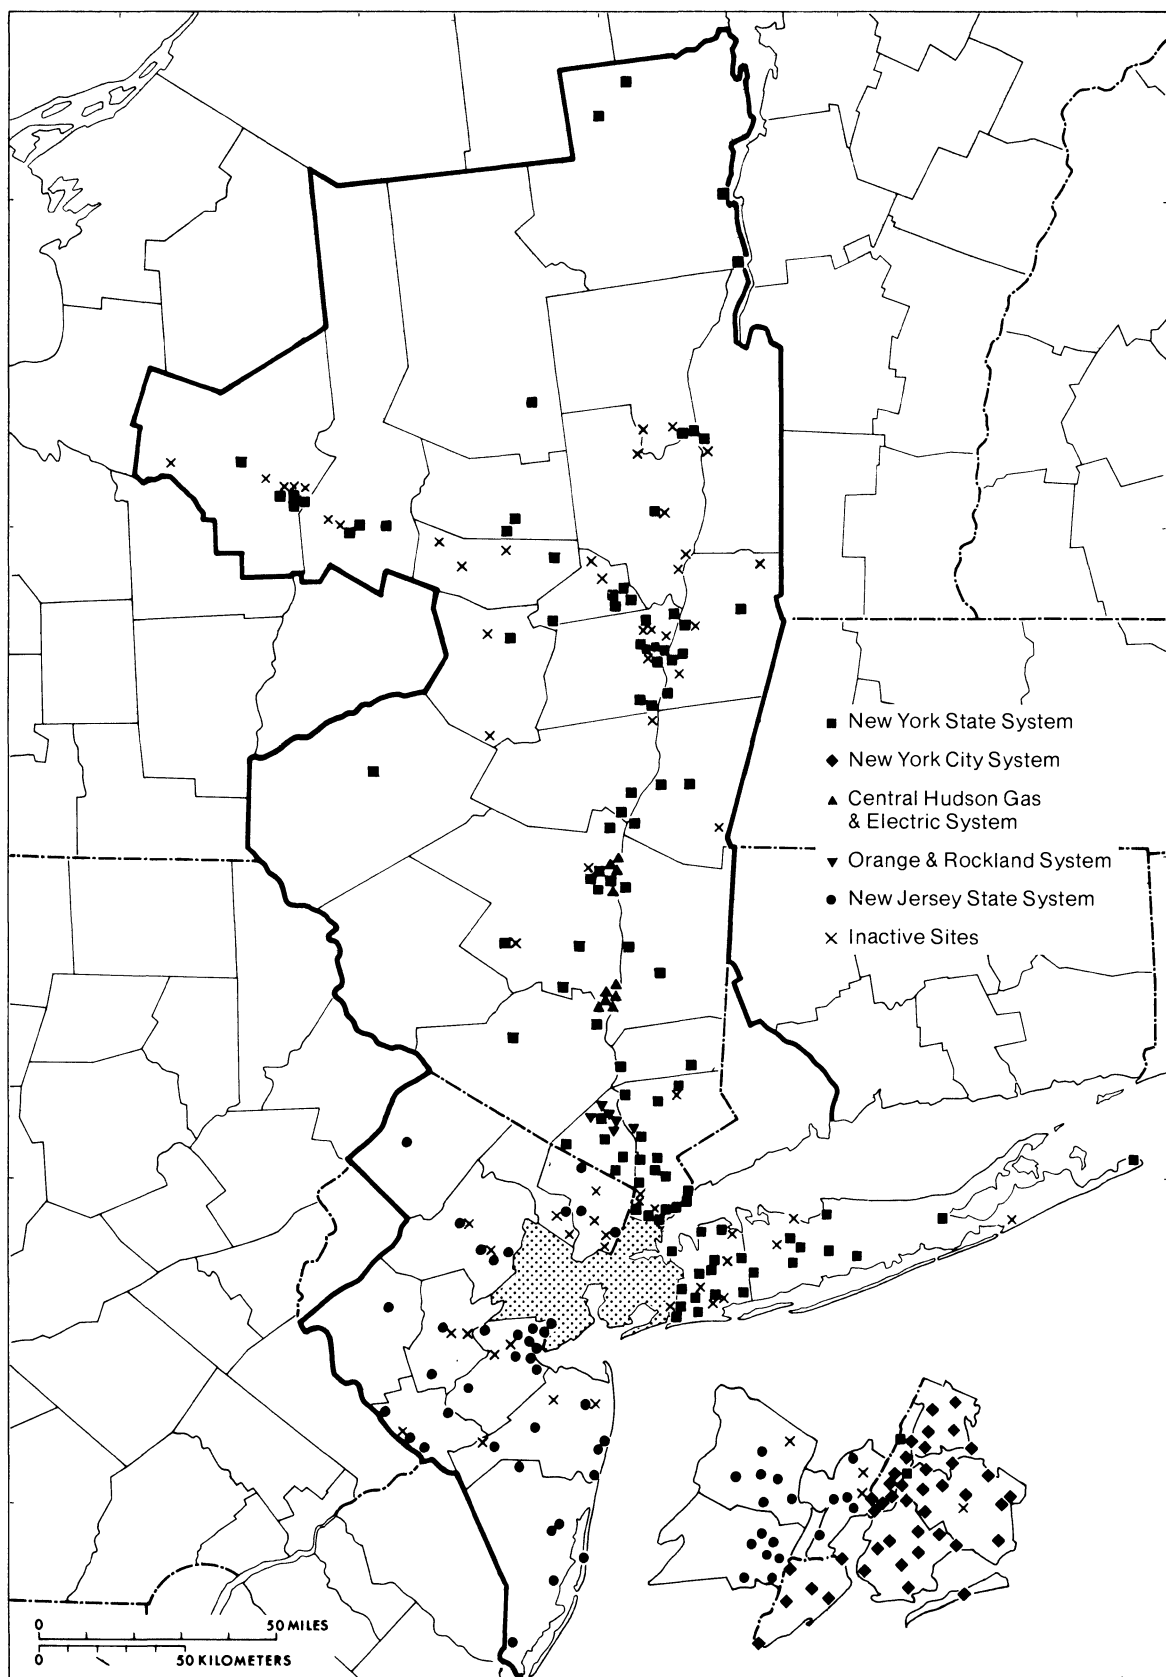 New York State System
New York City System
Central Hudson Gas
& Electric System
Orange & Rockland System
New Jersey State System
Inactive Sites
0 50 MILES
0 50 KILOMETERS